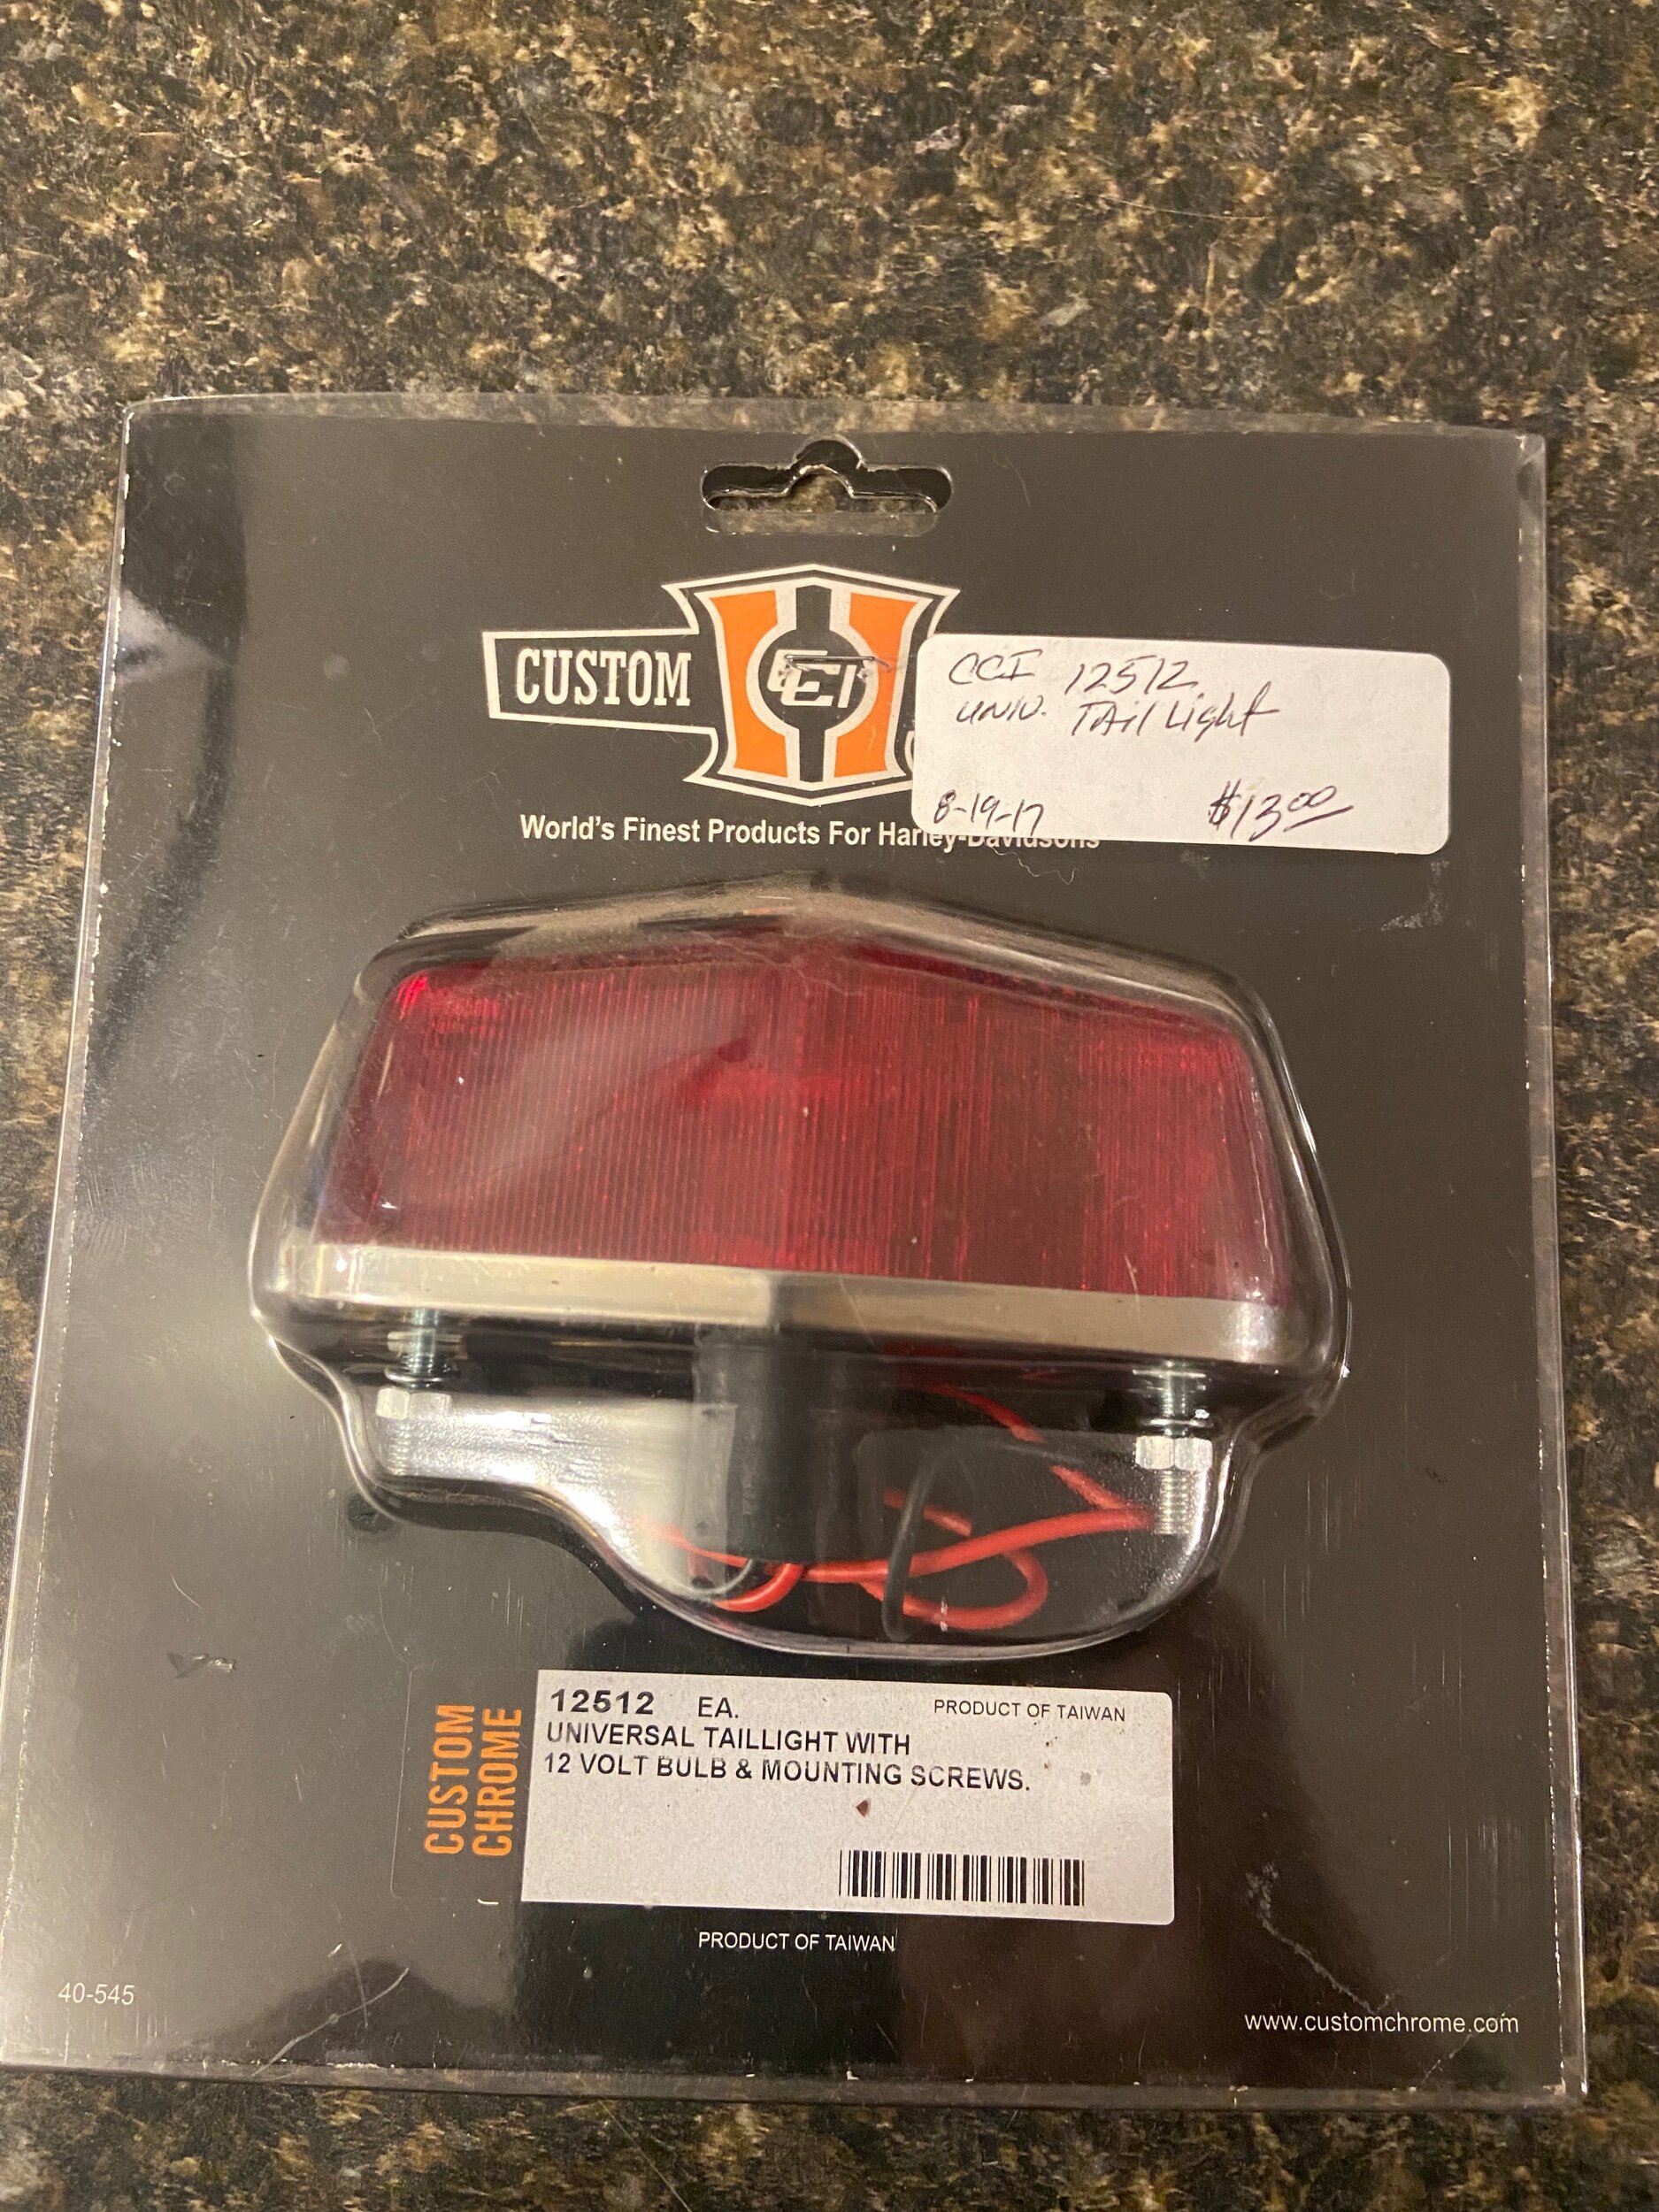 CUSTOM
CCI
World's Finest Products For Harley-Davidsons
CCI 12512
UNIV. TAil Light
8-19-17 $13.00
CUSTOM
CHROME
12512 EA. PRODUCT OF TAIWAN
UNIVERSAL TAILLIGHT WITH
12 VOLT BULB & MOUNTING SCREWS.
PRODUCT OF TAIWAN
40-545
www.customchrome.com